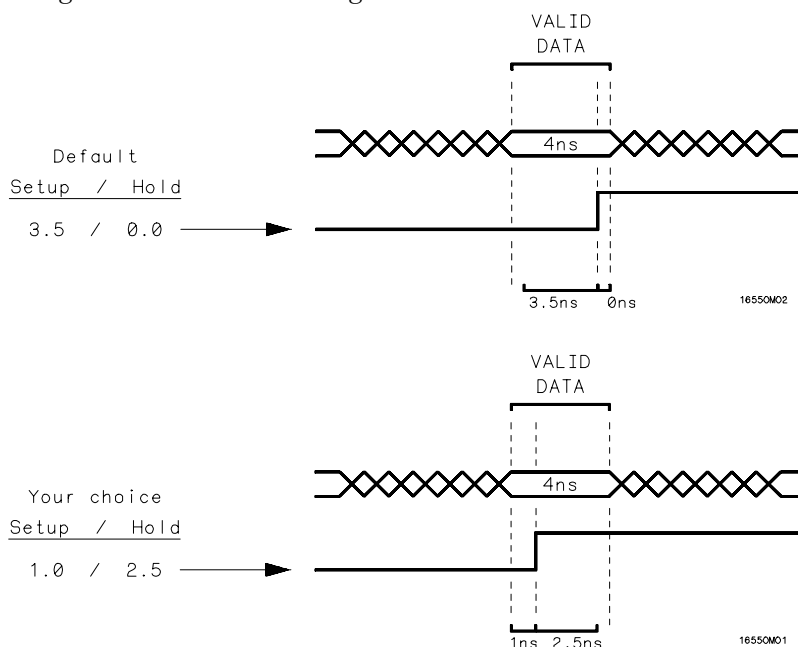 VALID
DATA
4ns
Default
Setup / Hold
3.5 / 0.0
3.5ns 0ns
16550M02
VALID
DATA
4ns
Your choice
Setup / Hold
1.0 / 2.5
1ns 2.5ns
16550M01